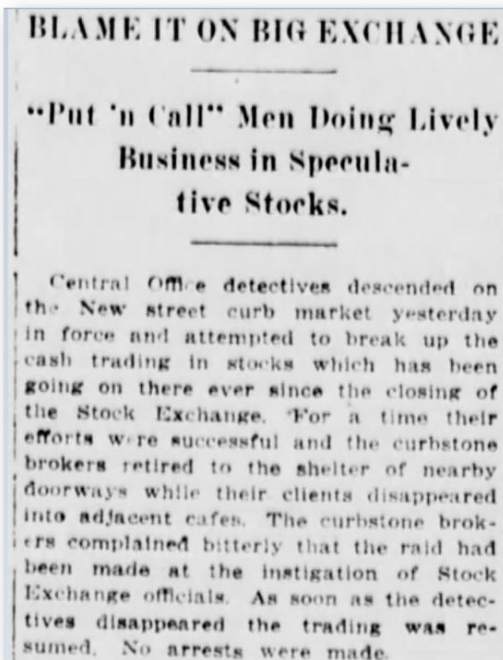 BLAME IT ON BIG EXCHANGE
"Put 'n Call" Men Doing Lively
Business in Specula-
tive Stocks.
Central Office detectives descended on
the New street curb market yesterday
in force and attempted to break up the
cash trading in stocks which has been
going on there ever since the closing of
the Stock Exchange. For a time their
efforts were successful and the curbstone
brokers retired to the shelter of nearby
doorways while their clients disappeared
into adjacent cafes. The curbstone brok-
ers complained bitterly that the raid had
been made at the instigation of Stock
Exchange officials. As soon as the detec-
tives disappeared the trading was re-
sumed. No arrests were made.